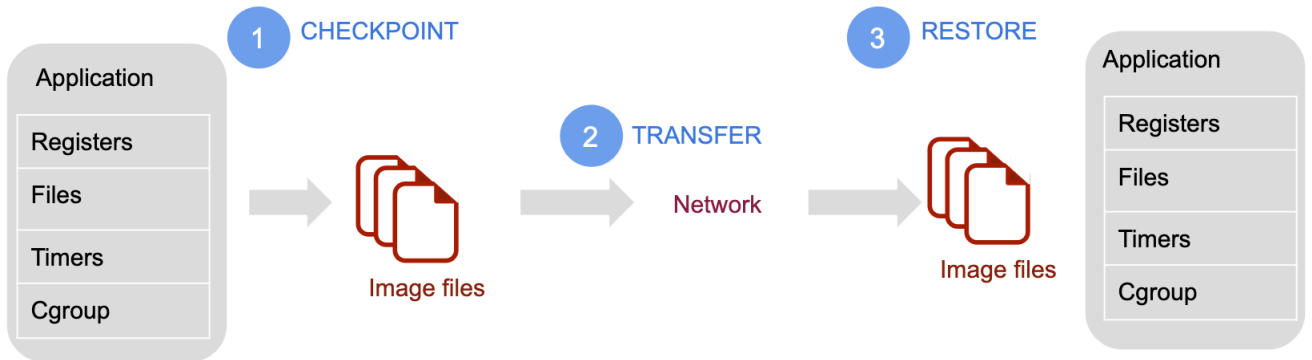 1 CHECKPOINT
3 RESTORE
Application
Registers
Files
Timers
Cgroup
Image files
2 TRANSFER
Network
Image files
Application
Registers
Files
Timers
Cgroup